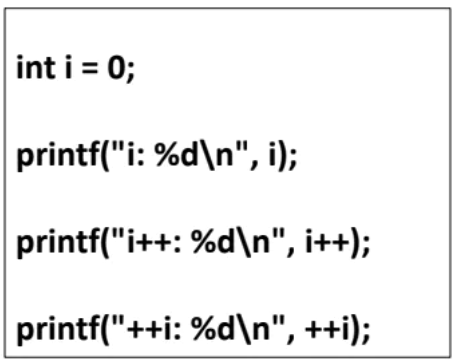 int i = 0;
printf("i: %d\n", i);
printf("i++: %d\n", i++);
printf("++i: %d\n", ++i);